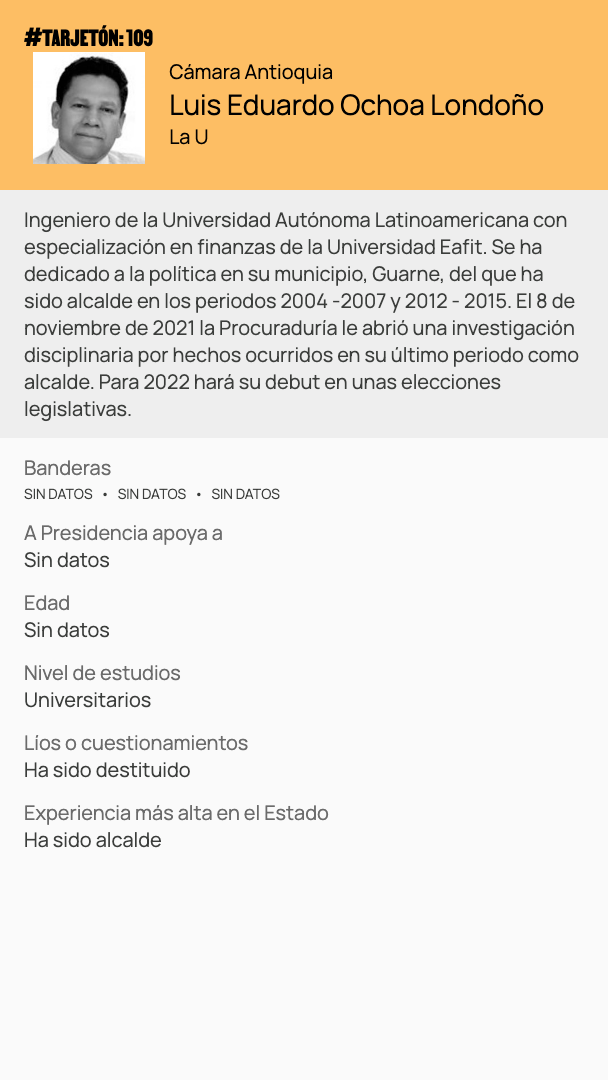 #TARJETÓN: 109
Cámara Antioquia
Luis Eduardo Ochoa Londoño
La U
Ingeniero de la Universidad Autónoma Latinoamericana con
especialización en finanzas de la Universidad Eafit. Se ha
dedicado a la política en su municipio, Guarne, del que ha
sido alcalde en los periodos 2004 -2007 y 2012 - 2015. El 8 de
noviembre de 2021 la Procuraduría le abrió una investigación
disciplinaria por hechos ocurridos en su último periodo como
alcalde. Para 2022 hará su debut en unas elecciones
legislativas.
Banderas
SIN DATOS • SIN DATOS • SIN DATOS
A Presidencia apoya a
Sin datos
Edad
Sin datos
Nivel de estudios
Universitarios
Líos o cuestionamientos
Ha sido destituido
Experiencia más alta en el Estado
Ha sido alcalde